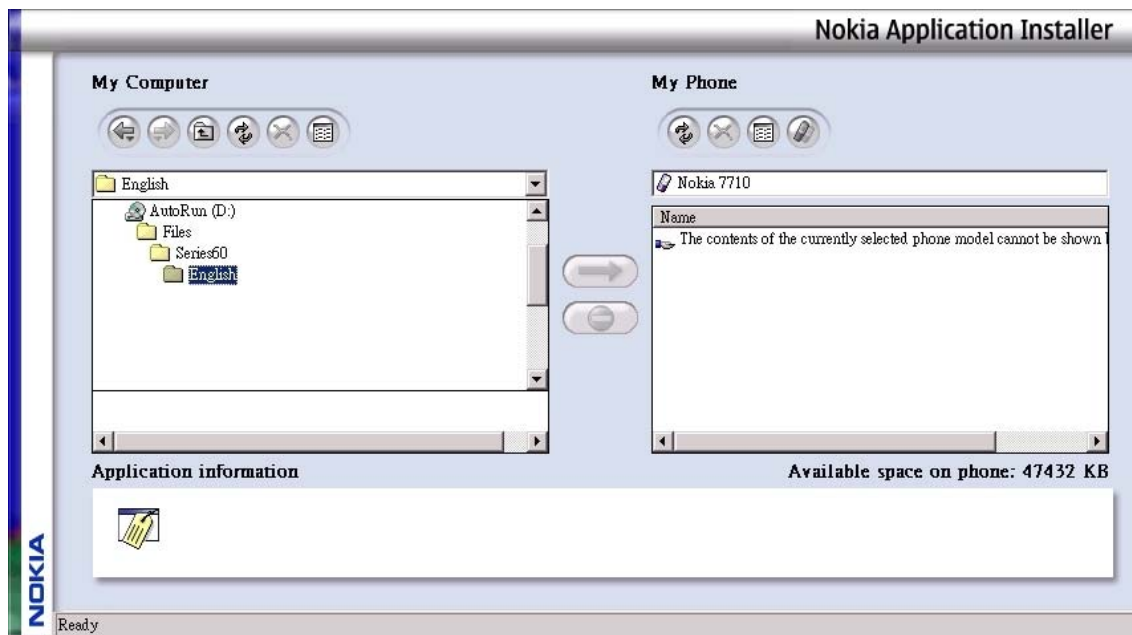 Nokia Application Installer
My Computer
My Phone
English
Nokia 7710
AutoRun (D:)
Files
Series60
English
Name
The contents of the currently selected phone model cannot be shown
Application information
Available space on phone: 47432 KB
NOKIA
Ready